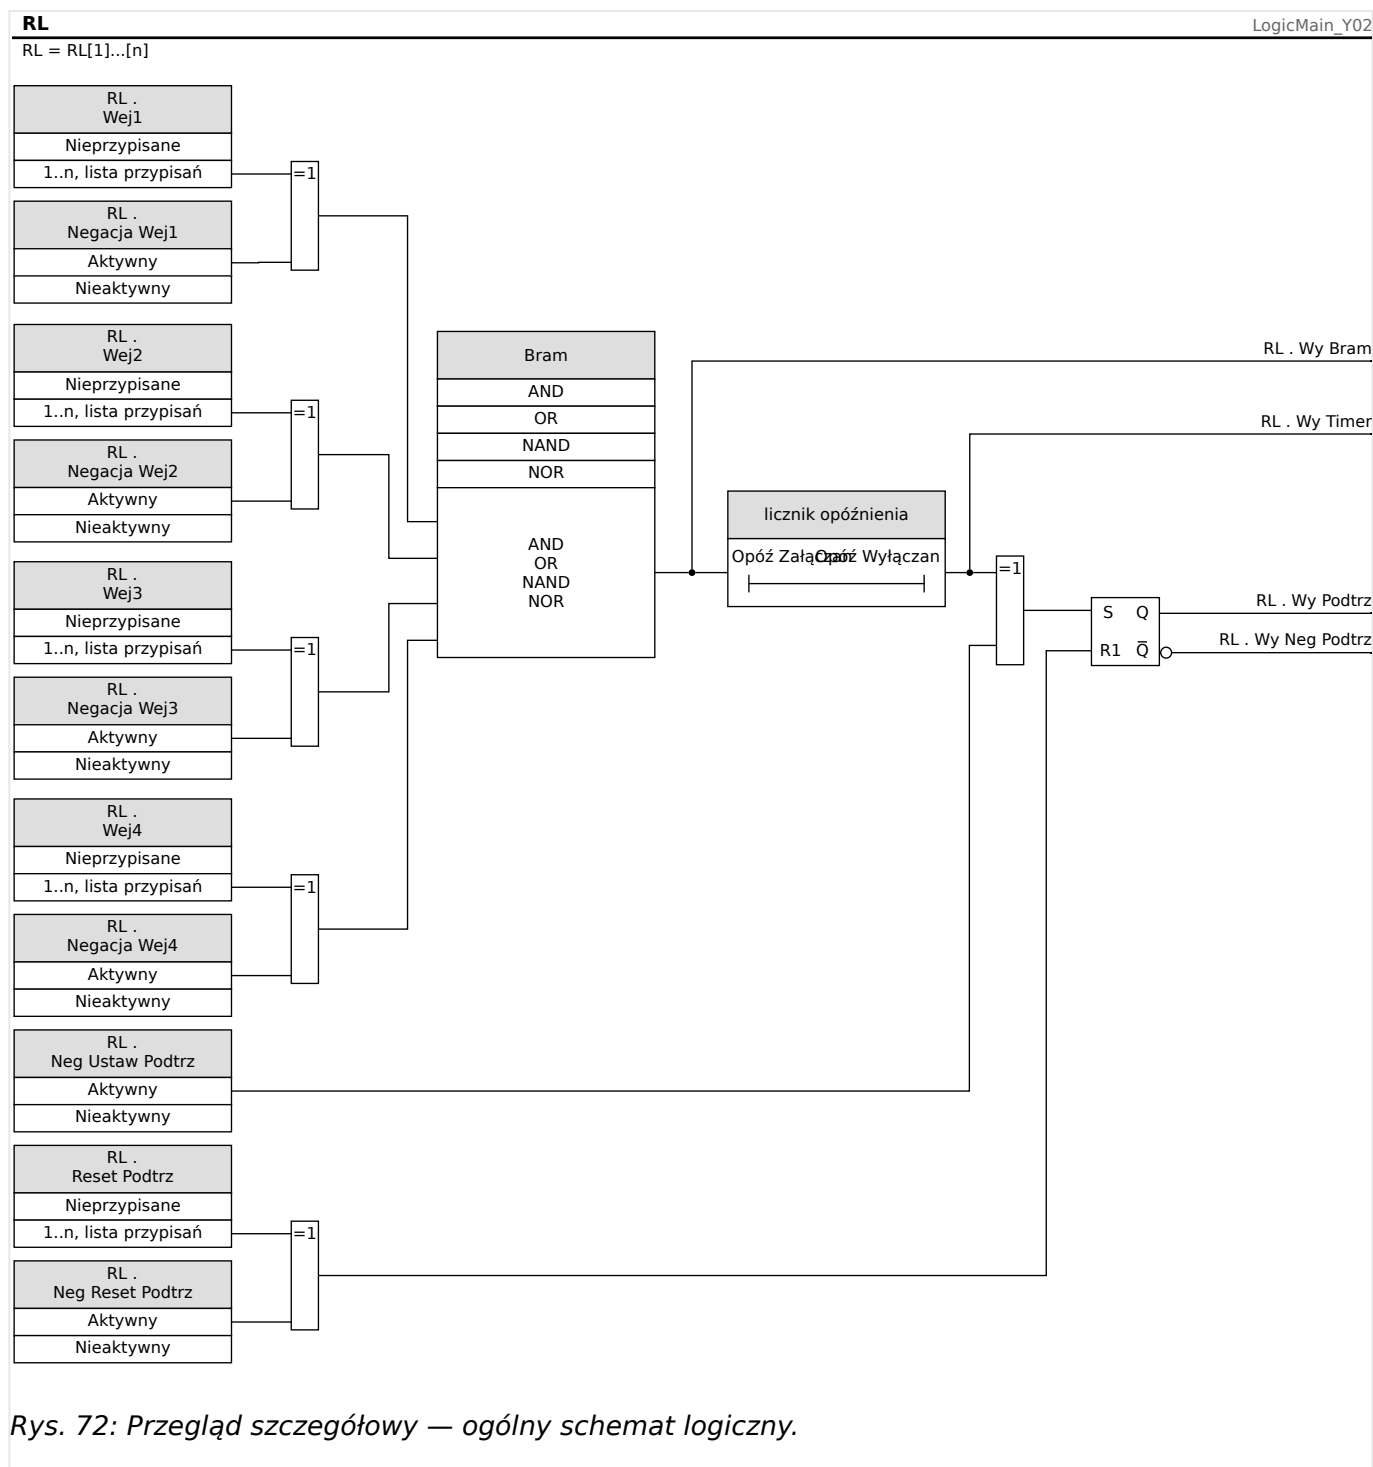 RL
LogicMain_Y02
RL = RL[1]...[n]
RL .
Wej1
Nieprzypisane
1..n, lista przypisań
=1
RL .
Negacja Wej1
Aktywny
Nieaktywny
RL .
Wej2
Nieprzypisane
1..n, lista przypisań
=1
RL .
Negacja Wej2
Aktywny
Nieaktywny
RL .
Wej3
Nieprzypisane
1..n, lista przypisań
=1
RL .
Negacja Wej3
Aktywny
Nieaktywny
RL .
Wej4
Nieprzypisane
1..n, lista przypisań
=1
RL .
Negacja Wej4
Aktywny
Nieaktywny
RL .
Neg Ustaw Podtrz
Aktywny
Nieaktywny
RL .
Reset Podtrz
Nieprzypisane
1..n, lista przypisań
=1
RL .
Neg Reset Podtrz
Aktywny
Nieaktywny
Bram
AND
OR
NAND
NOR
AND
OR
NAND
NOR
licznik opóźnienia
Opóź Załączan
Opóź Wyłączan
=1
S Q
R1 Q̅
RL . Wy Bram
RL . Wy Timer
RL . Wy Podtrz
RL . Wy Neg Podtrz
Rys. 72: Przegląd szczegółowy — ogólny schemat logiczny.